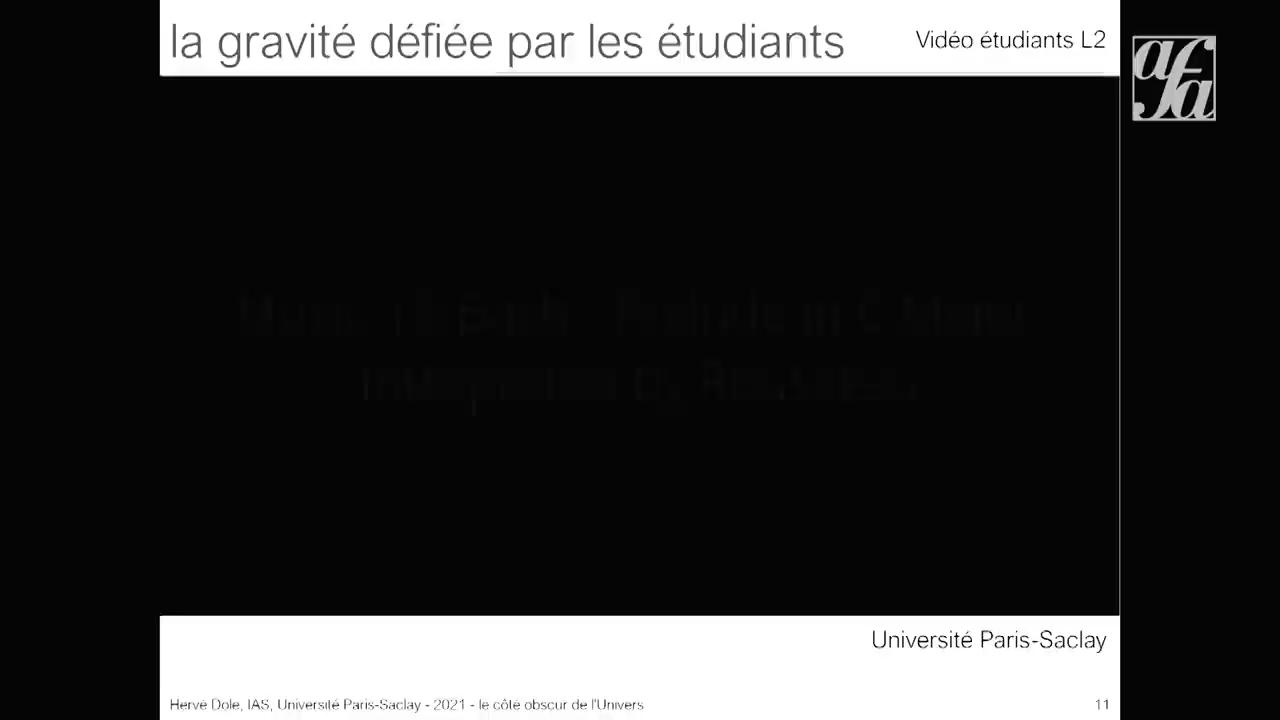 la gravité défiée par les étudiants
Vidéo étudiants L2
afa
Université Paris-Saclay
Hervé Dole, IAS, Université Paris-Saclay - 2021 - le côté obscur de l'Univers
11